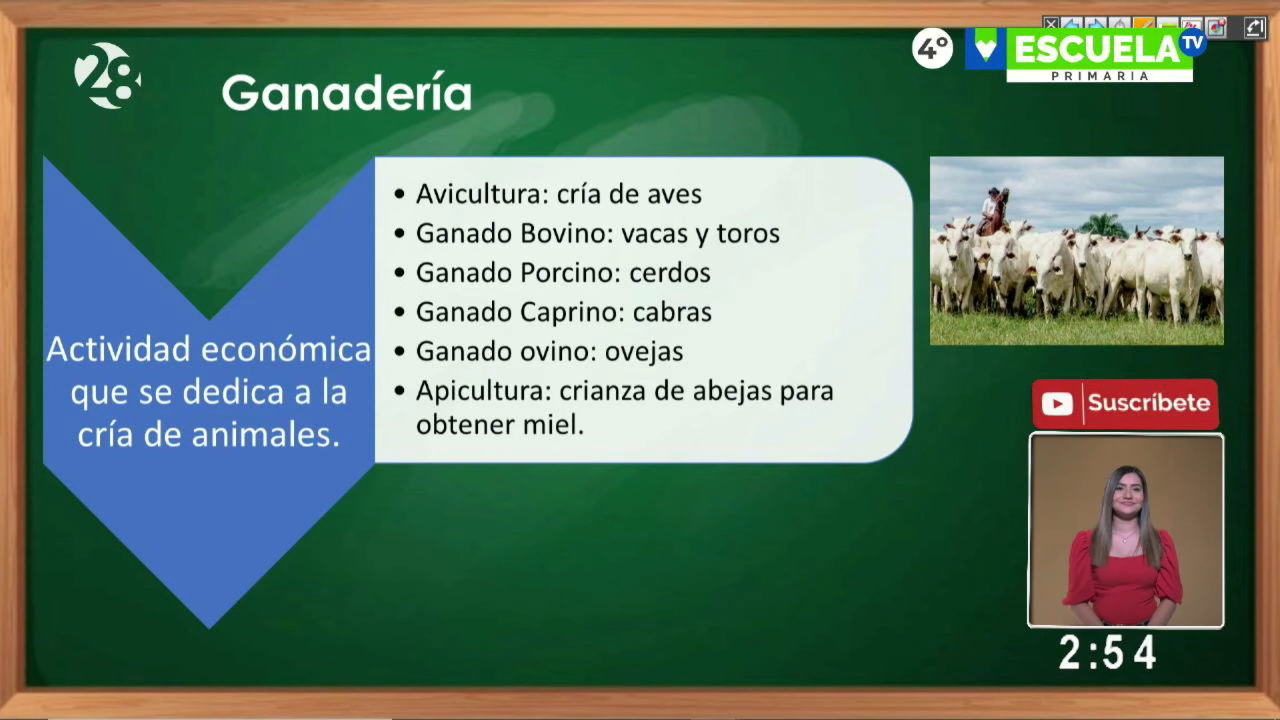 28
Ganadería
4°
ESCUELA TV
PRIMARIA
Actividad económica
que se dedica a la
cría de animales.
• Avicultura: cría de aves
• Ganado Bovino: vacas y toros
• Ganado Porcino: cerdos
• Ganado Caprino: cabras
• Ganado ovino: ovejas
• Apicultura: crianza de abejas para
obtener miel.
Suscríbete
2:54